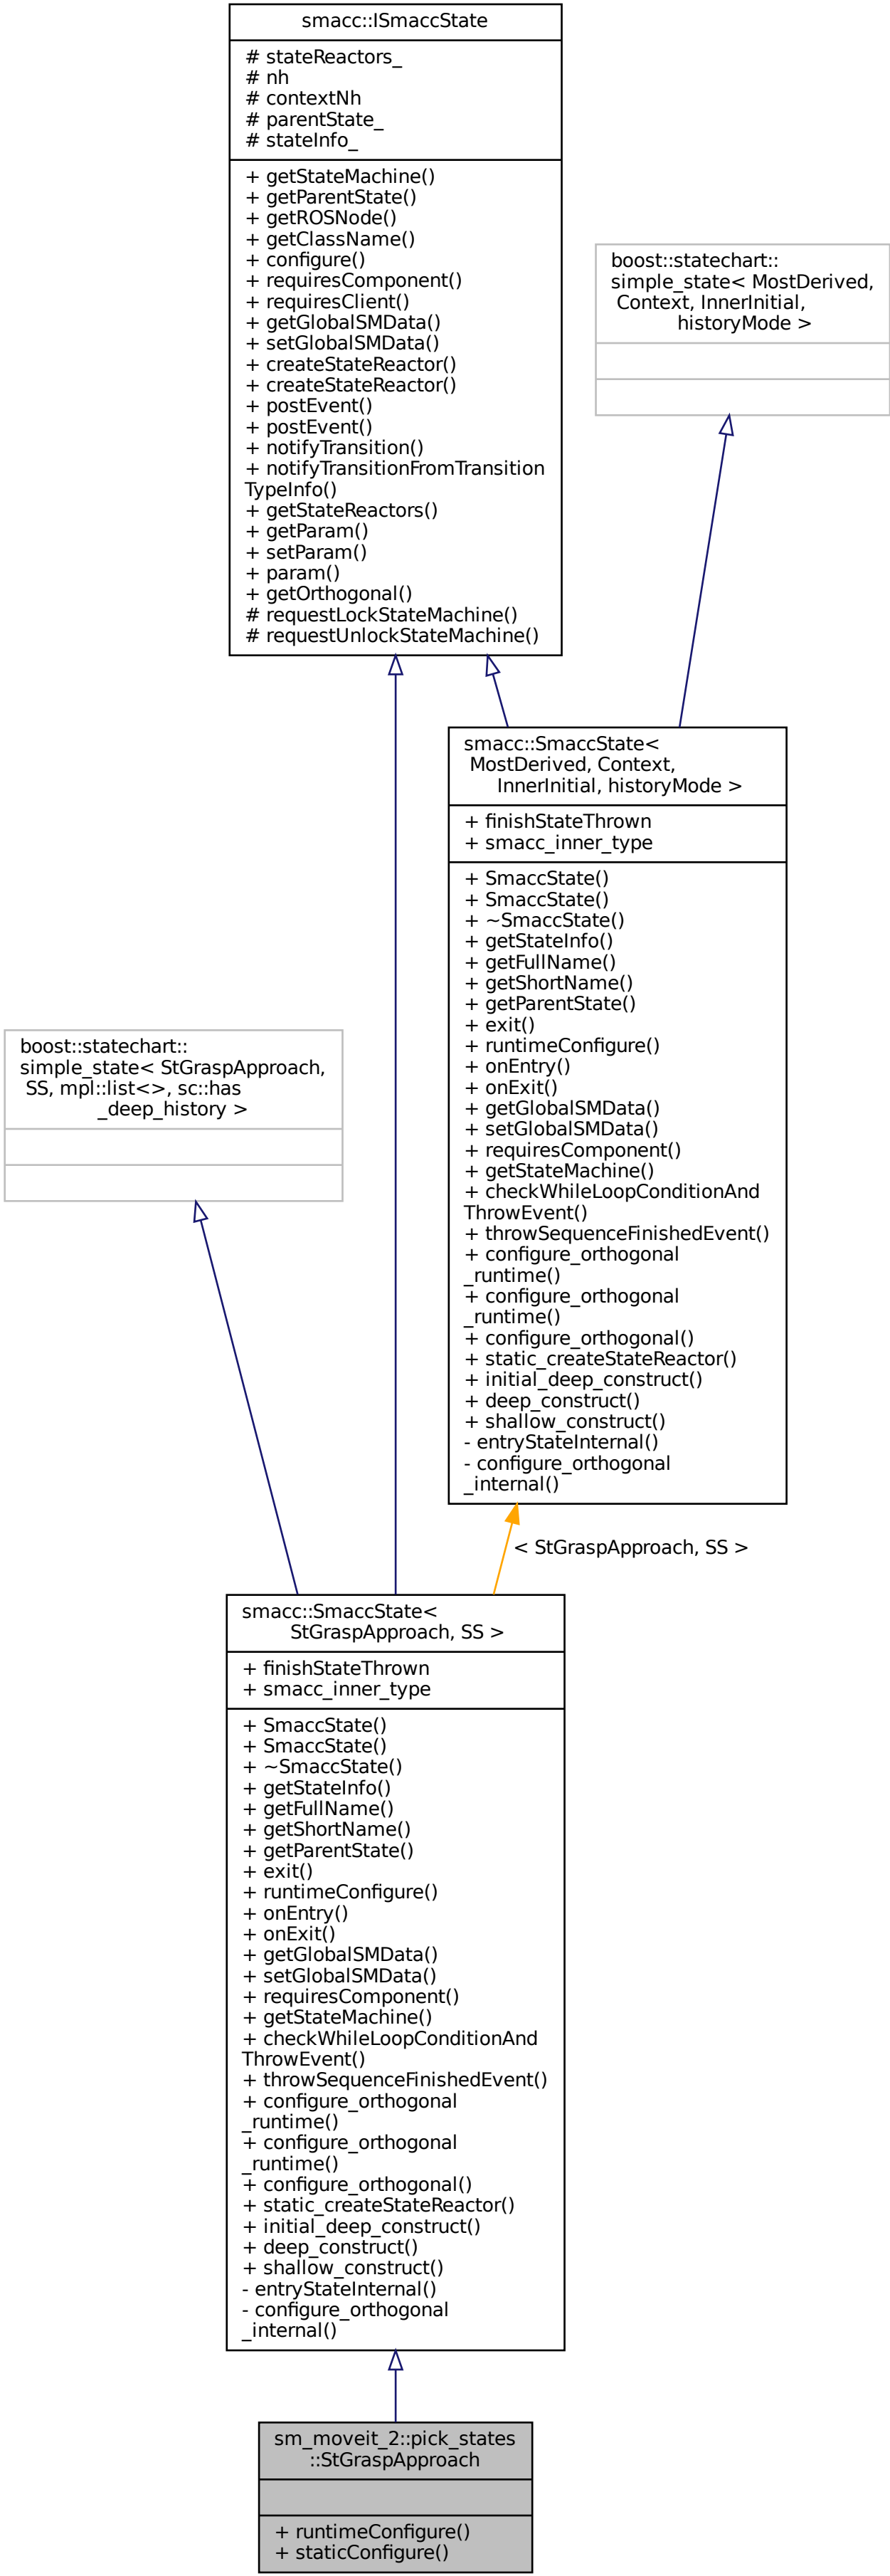 smacc::ISmaccState
# stateReactors_
# nh
# contextNh
# parentState_
# stateInfo_
+ getStateMachine()
+ getParentState()
+ getROSNode()
+ getClassName()
+ configure()
+ requiresComponent()
+ requiresClient()
+ getGlobalSMData()
+ setGlobalSMData()
+ createStateReactor()
+ createStateReactor()
+ postEvent()
+ postEvent()
+ notifyTransition()
+ notifyTransitionFromTransition
TypeInfo()
+ getStateReactors()
+ getParam()
+ setParam()
+ param()
+ getOrthogonal()
# requestLockStateMachine()
# requestUnlockStateMachine()
boost::statechart::
simple_state< MostDerived,
Context, InnerInitial,
historyMode >
smacc::SmaccState<
MostDerived, Context,
InnerInitial, historyMode >
+ finishStateThrown
+ smacc_inner_type
+ SmaccState()
+ SmaccState()
+ ~SmaccState()
+ getStateInfo()
+ getFullName()
+ getShortName()
+ getParentState()
+ exit()
+ runtimeConfigure()
+ onEntry()
+ onExit()
+ getGlobalSMData()
+ setGlobalSMData()
+ requiresComponent()
+ getStateMachine()
+ checkWhileLoopConditionAnd
ThrowEvent()
+ throwSequenceFinishedEvent()
+ configure_orthogonal
_runtime()
+ configure_orthogonal
_runtime()
+ configure_orthogonal()
+ static_createStateReactor()
+ initial_deep_construct()
+ deep_construct()
+ shallow_construct()
- entryStateInternal()
- configure_orthogonal
_internal()
boost::statechart::
simple_state< StGraspApproach,
SS, mpl::list<>, sc::has
_deep_history >
< StGraspApproach, SS >
smacc::SmaccState<
StGraspApproach, SS >
+ finishStateThrown
+ smacc_inner_type
+ SmaccState()
+ SmaccState()
+ ~SmaccState()
+ getStateInfo()
+ getFullName()
+ getShortName()
+ getParentState()
+ exit()
+ runtimeConfigure()
+ onEntry()
+ onExit()
+ getGlobalSMData()
+ setGlobalSMData()
+ requiresComponent()
+ getStateMachine()
+ checkWhileLoopConditionAnd
ThrowEvent()
+ throwSequenceFinishedEvent()
+ configure_orthogonal
_runtime()
+ configure_orthogonal
_runtime()
+ configure_orthogonal()
+ static_createStateReactor()
+ initial_deep_construct()
+ deep_construct()
+ shallow_construct()
- entryStateInternal()
- configure_orthogonal
_internal()
sm_moveit_2::pick_states
::StGraspApproach
+ runtimeConfigure()
+ staticConfigure()